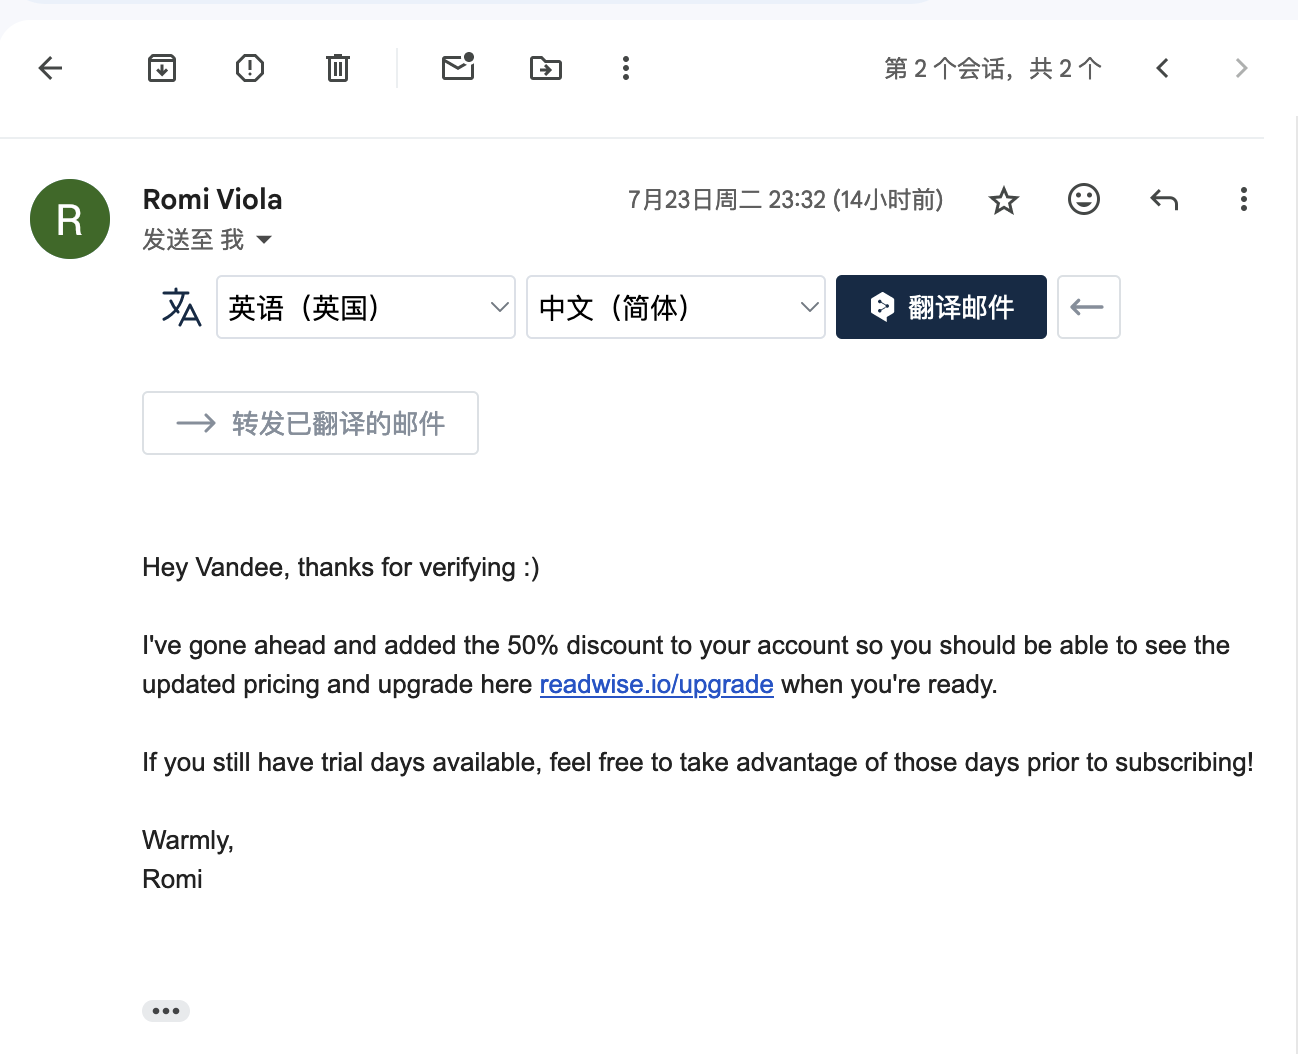 第 2 个会话，共 2 个
R
Romi Viola
7月23日周二 23:32 (14小时前)
发送至 我
英语（英国）
中文（简体）
翻译邮件
转发已翻译的邮件
Hey Vandee, thanks for verifying :)
I've gone ahead and added the 50% discount to your account so you should be able to see the
updated pricing and upgrade here readwise.io/upgrade when you're ready.
If you still have trial days available, feel free to take advantage of those days prior to subscribing!
Warmly,
Romi